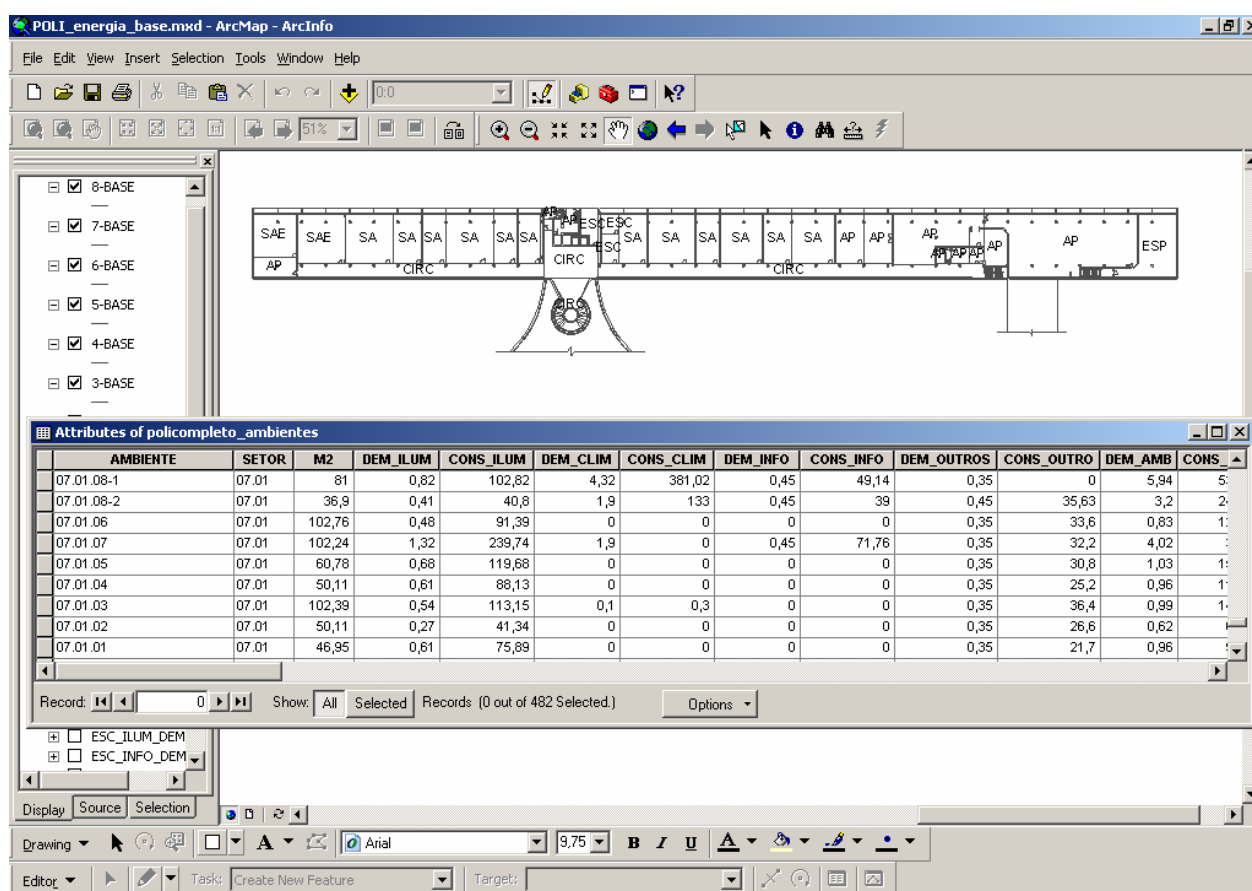 POLI_energia_base.mxd - ArcMap - ArcInfo
File Edit View Insert Selection Tools Window Help
0:0
51%
8-BASE
7-BASE
6-BASE
5-BASE
4-BASE
3-BASE
AP AP ESC ESC
SAE SAE SA SA SA SA SA SA ESC SA SA SA SA SA SA AP AP AP AP AP ESP
AP CIRC CIRC CIRC AP AP AP
CIRC
Attributes of policompleto_ambientes
AMBIENTE SETOR M2 DEM_ILUM CONS_ILUM DEM_CLIM CONS_CLIM DEM_INFO CONS_INFO DEM_OUTROS CONS_OUTRO DEM_AMB CONS_
07.01.08-1 07.01 81 0,82 102,82 4,32 381,02 0,45 49,14 0,35 0 5,94
07.01.08-2 07.01 36,9 0,41 40,8 1,9 133 0,45 39 0,45 35,63 3,2
07.01.06 07.01 102,76 0,48 91,39 0 0 0 0 0,35 33,6 0,83
07.01.07 07.01 102,24 1,32 239,74 1,9 0 0,45 71,76 0,35 32,2 4,02
07.01.05 07.01 60,78 0,68 119,68 0 0 0 0 0,35 30,8 1,03
07.01.04 07.01 50,11 0,61 88,13 0 0 0 0 0,35 25,2 0,96
07.01.03 07.01 102,39 0,54 113,15 0,1 0,3 0 0 0,35 36,4 0,99
07.01.02 07.01 50,11 0,27 41,34 0 0 0 0 0,35 26,6 0,62
07.01.01 07.01 46,95 0,61 75,89 0 0 0 0 0,35 21,7 0,96
Record: 0 Show: All Selected Records (0 out of 482 Selected.) Options
ESC_ILUM_DEM
ESC_INFO_DEM
Display Source Selection
Drawing A Arial 9,75 B I U A
Editor Task: Create New Feature Target: